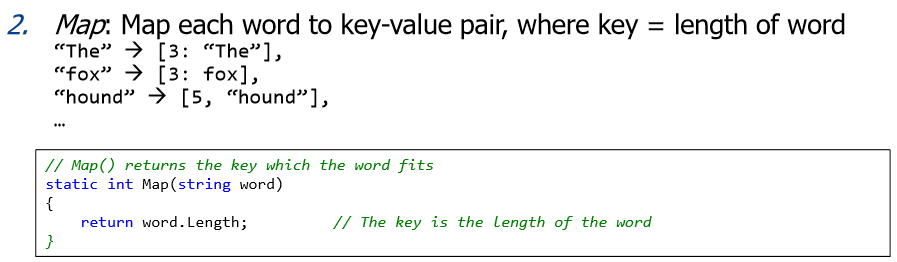 2. Map: Map each word to key-value pair, where key = length of word
“The” → [3: “The”],
“fox” → [3: fox],
“hound” → [5, “hound”],
…
// Map() returns the key which the word fits
static int Map(string word)
{
    return word.Length;          // The key is the length of the word
}